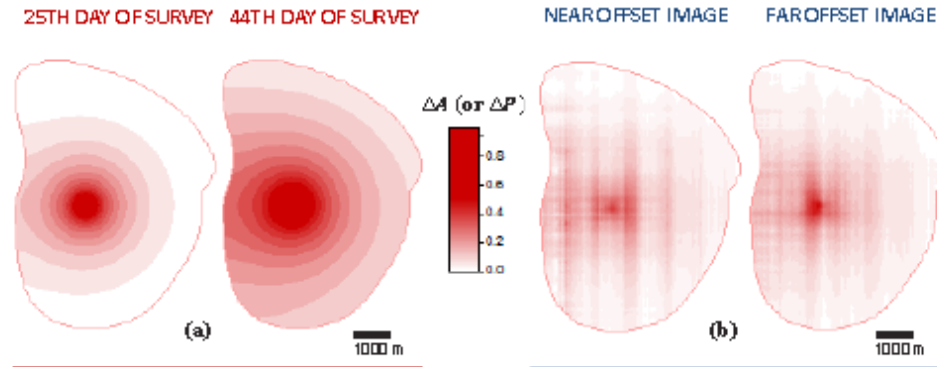 25TH DAY OF SURVEY
44TH DAY OF SURVEY
NEAR OFFSET IMAGE
FAR OFFSET IMAGE
ΔA (or ΔP)
0.8
0.6
0.4
0.2
0.0
(a)
1000 m
(b)
1000 m